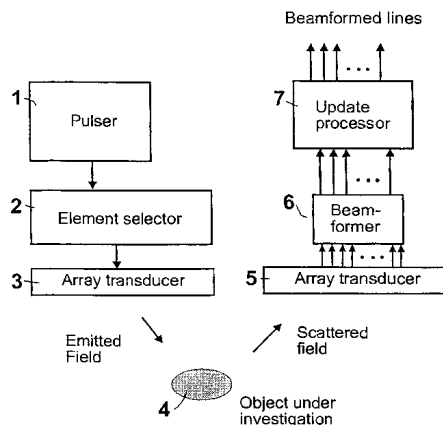 Beamformed lines
...
1
Pulser
7
Update
processor
...
2
Element selector
6
Beam-
former
...
3
Array transducer
5
Array transducer
Emitted
Field
Scattered
field
4
Object under
investigation